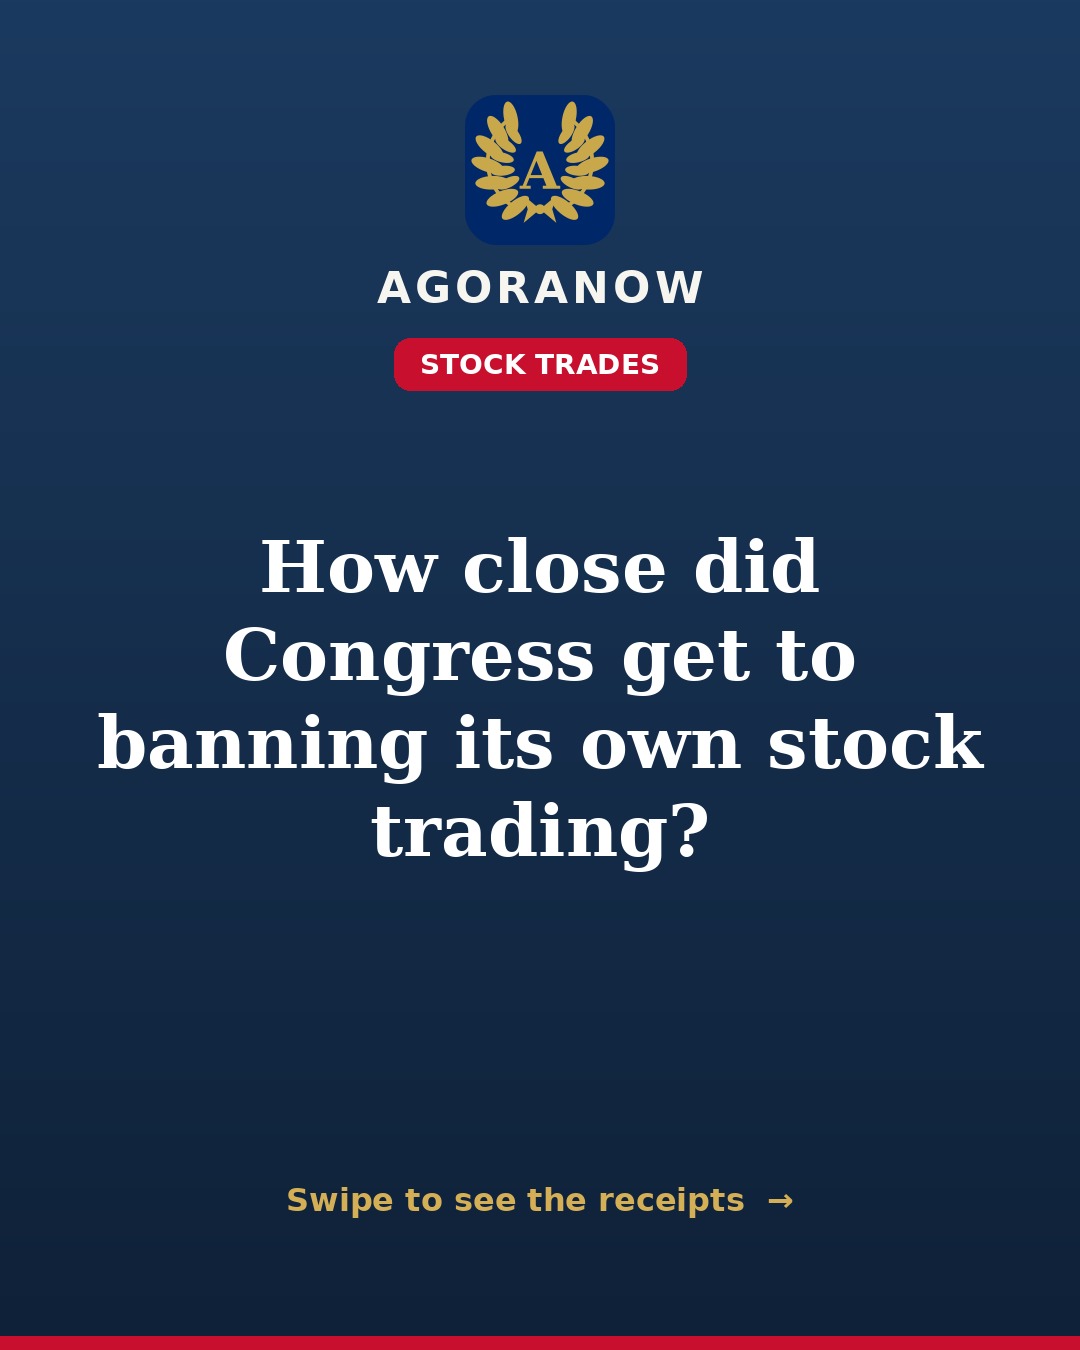 A
AGORANOW
STOCK TRADES
How close did
Congress get to
banning its own stock
trading?
Swipe to see the receipts →